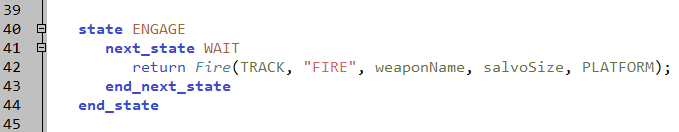 39
40 state ENGAGE
41 next_state WAIT
42 return Fire(TRACK, "FIRE", weaponName, salvoSize, PLATFORM);
43 end_next_state
44 end_state
45